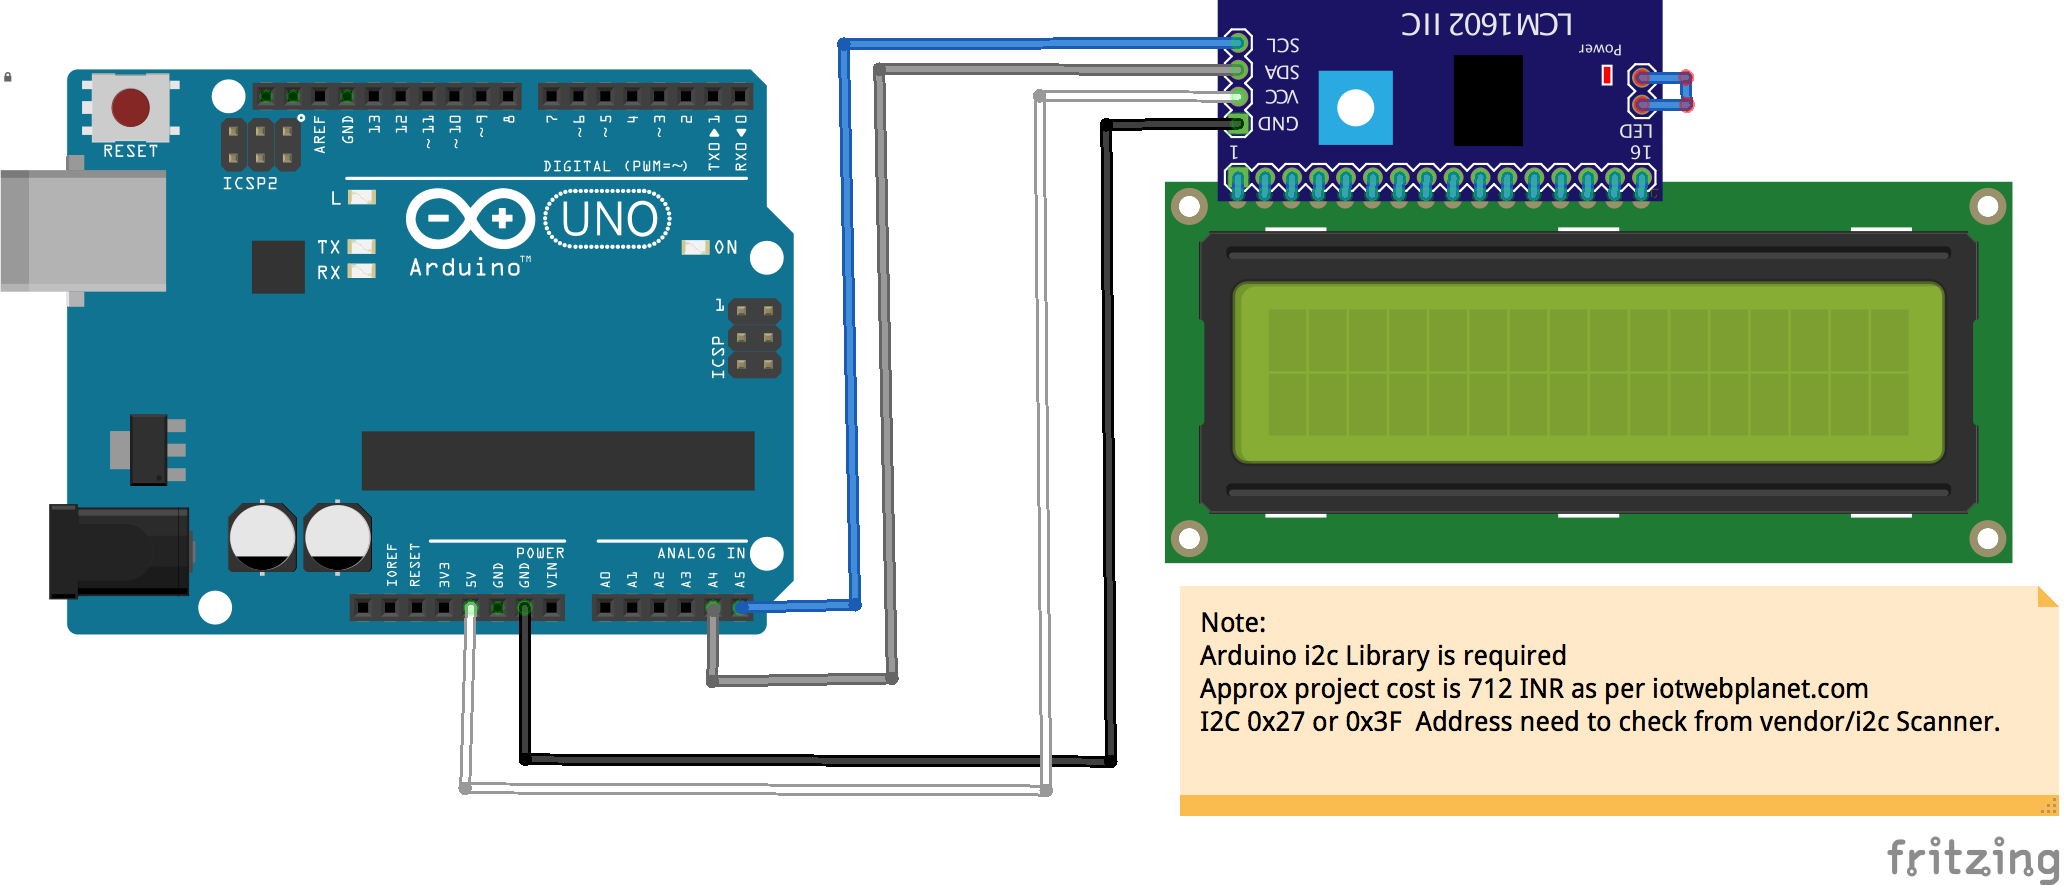 RESET
ICSP2
AREF
GND
13
12
~11
~10
~9
8
7
~6
~5
4
~3
2
TX0▶1
RX0◀0
DIGITAL (PWM=~)
L
TX
RX
UNO
Arduino™
ON
1
ICSP
POWER
ANALOG IN
IOREF
RESET
3V3
5V
GND
GND
VIN
A0
A1
A2
A3
A4
A5
LCM1602 IIC
SCL
SDA
VCC
GND
Power
LED
1
16
Note:
Arduino i2c Library is required
Approx project cost is 712 INR as per iotwebplanet.com
I2C 0x27 or 0x3F  Address need to check from vendor/i2c Scanner.
fritzing